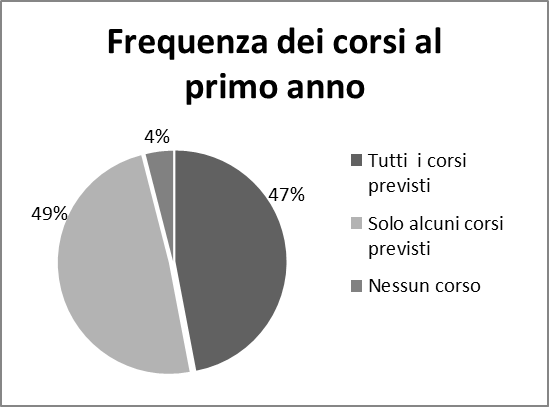 Frequenza dei corsi al
primo anno
4%
47%
49%
Tutti i corsi
previsti
Solo alcuni corsi
previsti
Nessun corso